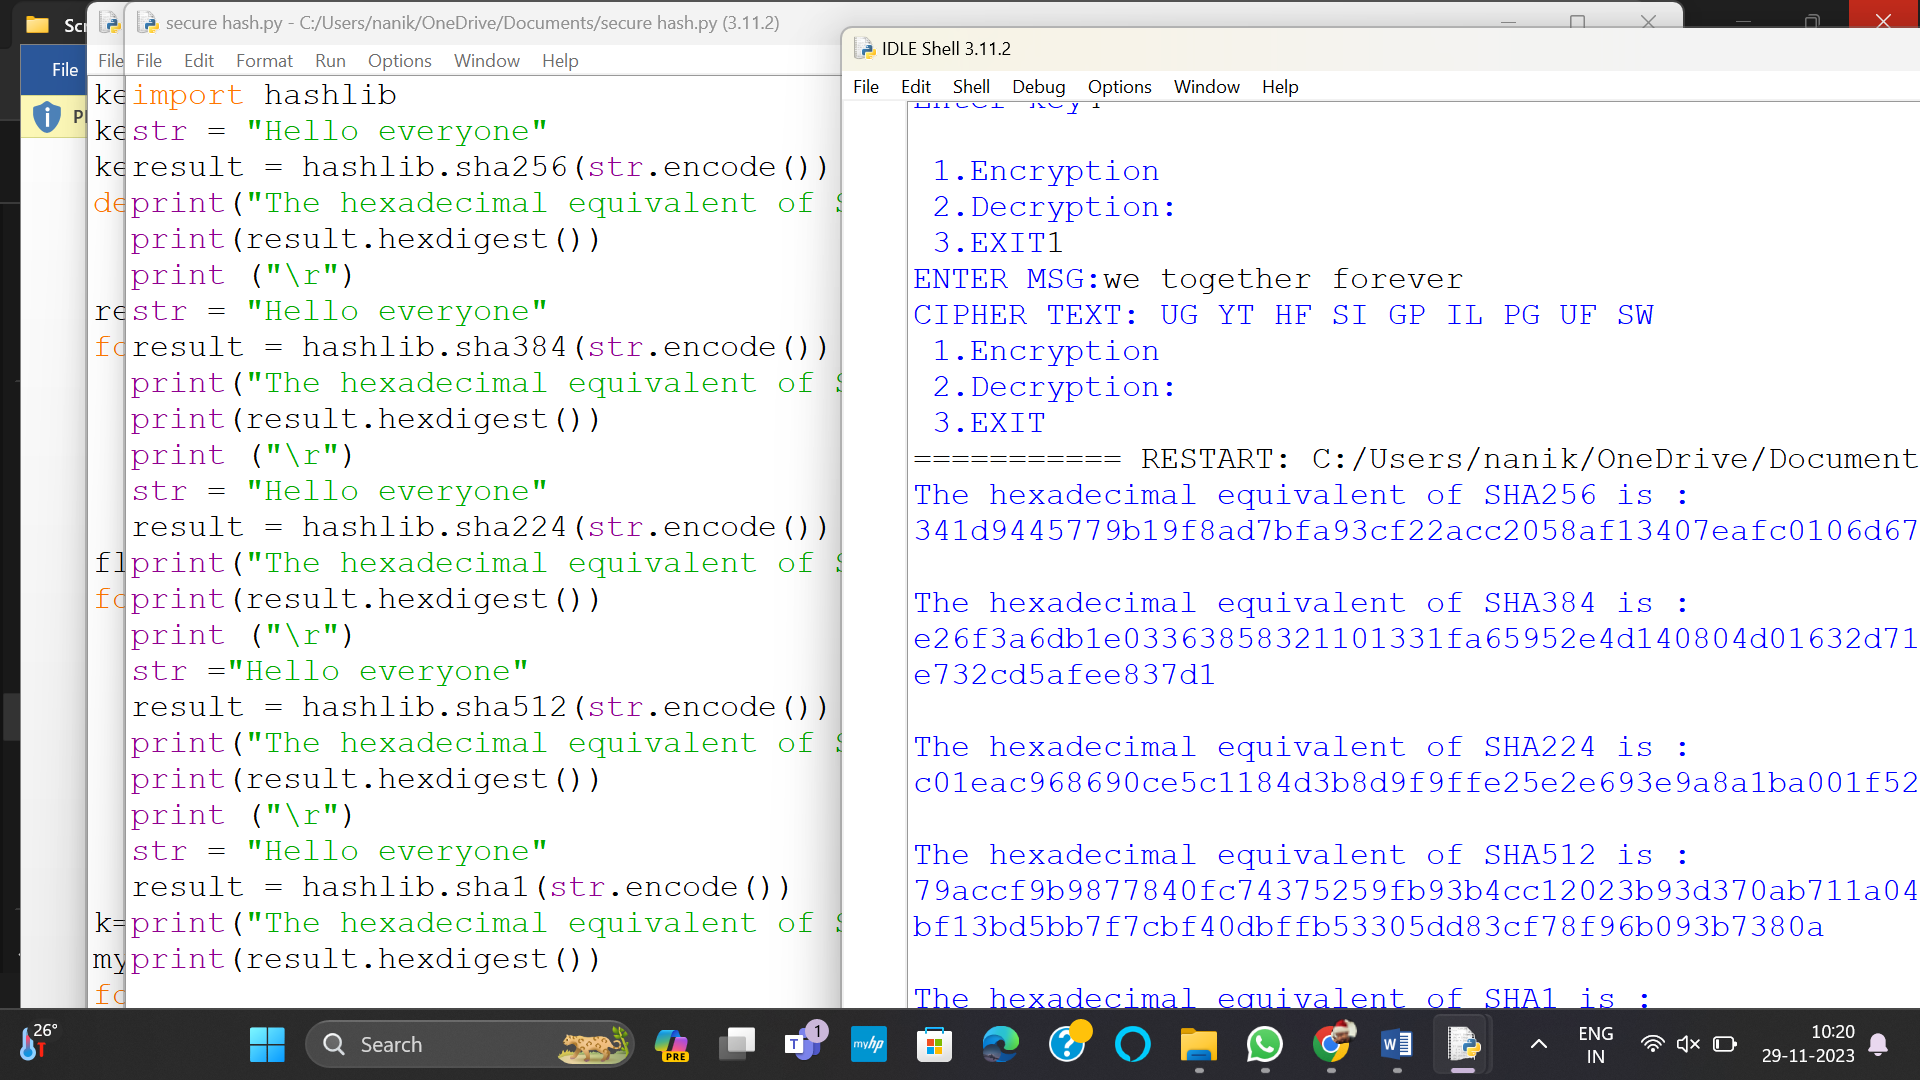 Sc
File
P
secure hash.py - C:/Users/nanik/OneDrive/Documents/secure hash.py (3.11.2)
File File Edit Format Run Options Window Help
ke
ke
ke
de
re
fo
fl
fo
k=
my
fo
import hashlib
str = "Hello everyone"
result = hashlib.sha256(str.encode())
print("The hexadecimal equivalent of S
print(result.hexdigest())
print ("\r")
str = "Hello everyone"
result = hashlib.sha384(str.encode())
print("The hexadecimal equivalent of S
print(result.hexdigest())
print ("\r")
str = "Hello everyone"
result = hashlib.sha224(str.encode())
print("The hexadecimal equivalent of S
print(result.hexdigest())
print ("\r")
str ="Hello everyone"
result = hashlib.sha512(str.encode())
print("The hexadecimal equivalent of S
print(result.hexdigest())
print ("\r")
str = "Hello everyone"
result = hashlib.sha1(str.encode())
print("The hexadecimal equivalent of S
print(result.hexdigest())
IDLE Shell 3.11.2
File Edit Shell Debug Options Window Help
Enter key:
1.Encryption
2.Decryption:
3.EXIT1
ENTER MSG:we together forever
CIPHER TEXT: UG YT HF SI GP IL PG UF SW
1.Encryption
2.Decryption:
3.EXIT
=========== RESTART: C:/Users/nanik/OneDrive/Document
The hexadecimal equivalent of SHA256 is :
341d9445779b19f8ad7bfa93cf22acc2058af13407eafc0106d67
The hexadecimal equivalent of SHA384 is :
e26f3a6db1e03363858321101331fa65952e4d140804d01632d71
e732cd5afee837d1
The hexadecimal equivalent of SHA224 is :
c01eac968690ce5c1184d3b8d9f9ffe25e2e693e9a8a1ba001f52
The hexadecimal equivalent of SHA512 is :
79accf9b9877840fc74375259fb93b4cc12023b93d370ab711a04
bf13bd5bb7f7cbf40dbffb53305dd83cf78f96b093b7380a
The hexadecimal equivalent of SHA1 is :
26°
Search
PRE
T
1
myhp
?
W
ENG
IN
10:20
29-11-2023